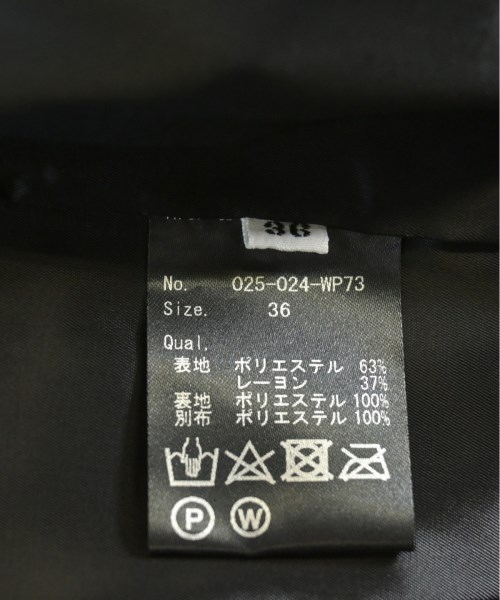 36
No. 025-024-WP73
Size. 36
Qual.
表地 ポリエステル 63%
レーヨン 37%
裏地 ポリエステル 100%
別布 ポリエステル 100%
P W